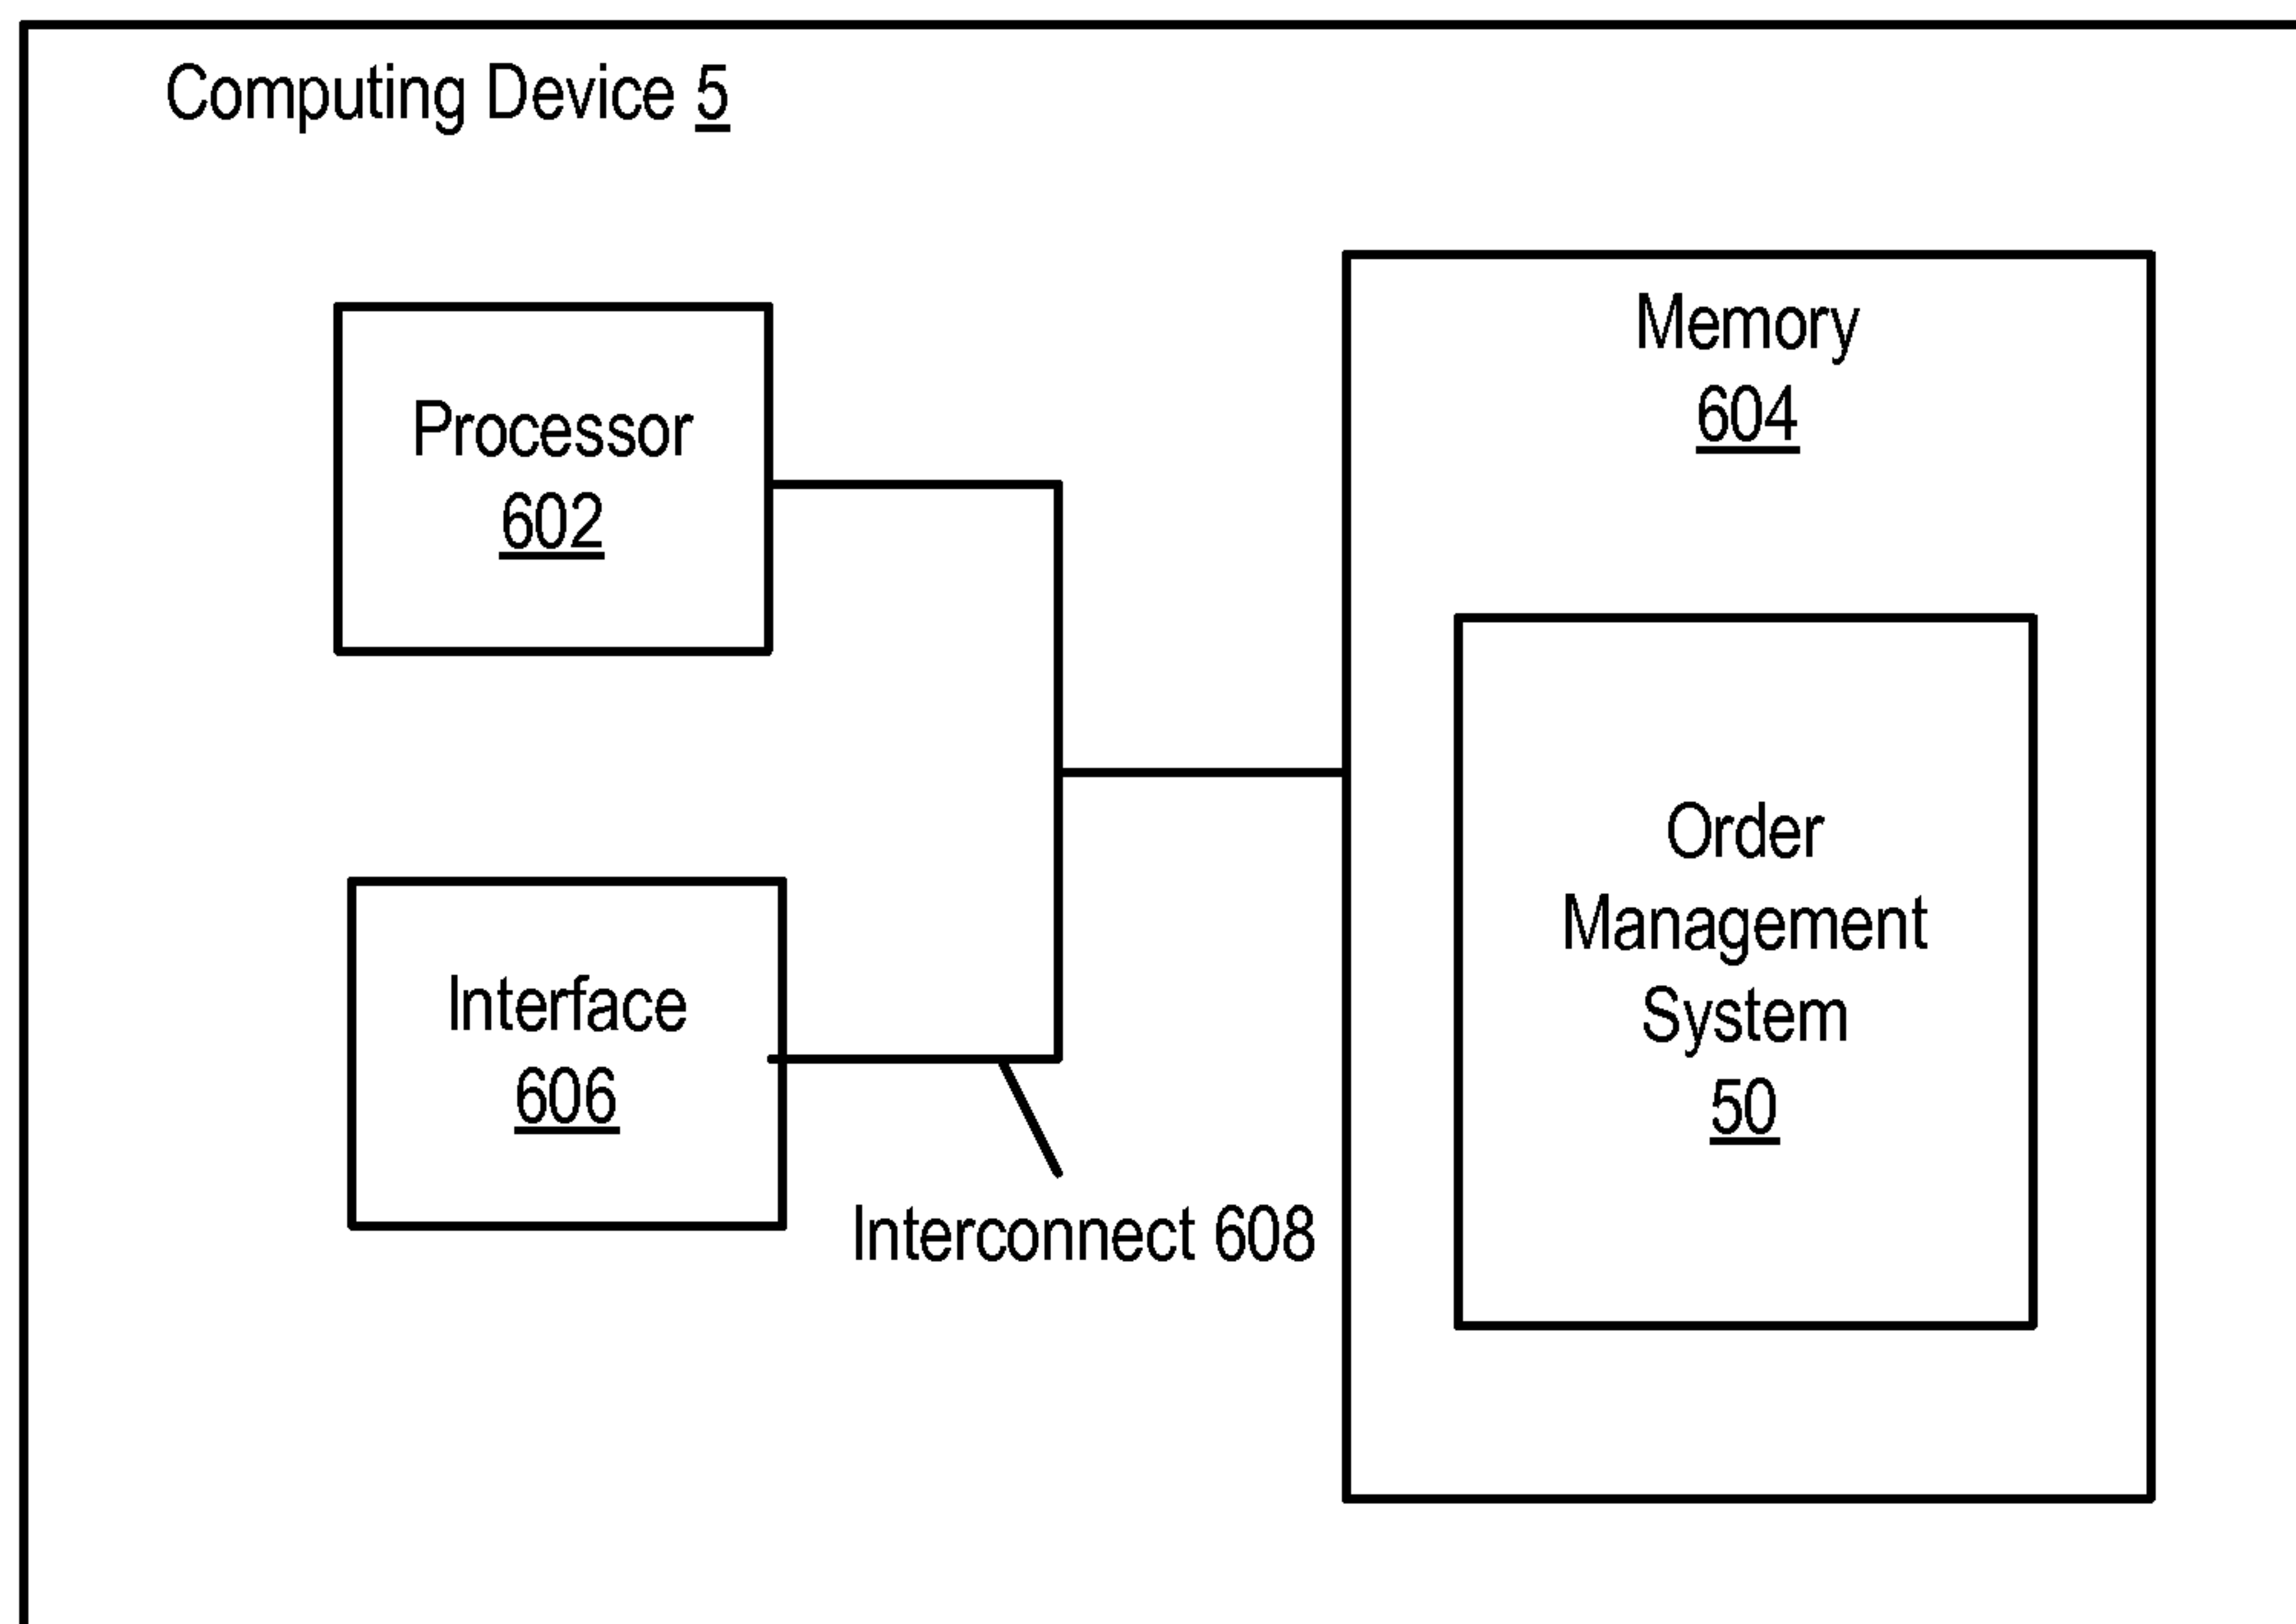 Computing Device 5
Processor
602
Interface
606
Interconnect 608
Memory
604
Order
Management
System
50